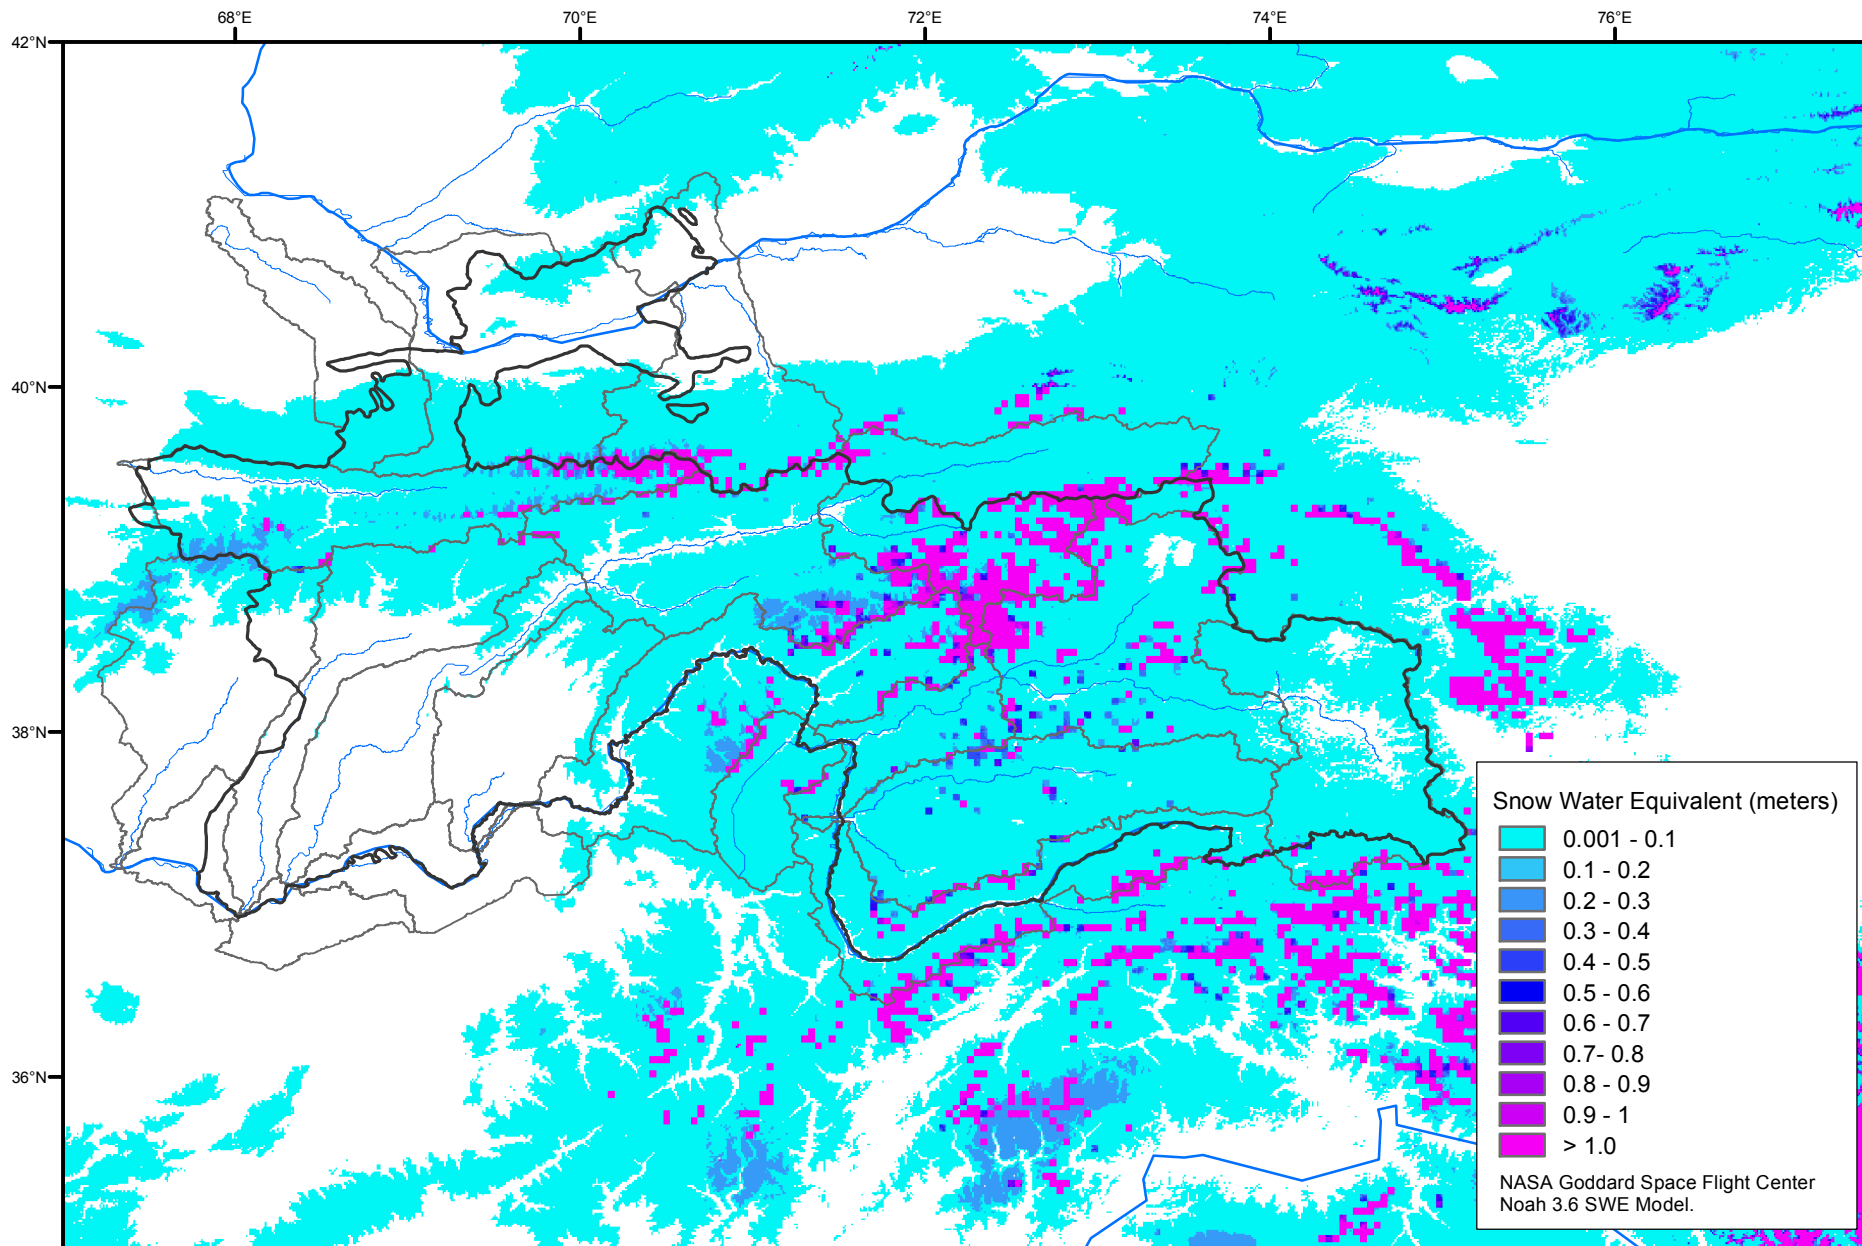 68°E
70°E
72°E
74°E
76°E
42°N
40°N
38°N
36°N
Snow Water Equivalent (meters)
0.001 - 0.1
0.1 - 0.2
0.2 - 0.3
0.3 - 0.4
0.4 - 0.5
0.5 - 0.6
0.6 - 0.7
0.7- 0.8
0.8 - 0.9
0.9 - 1
> 1.0
NASA Goddard Space Flight Center
Noah 3.6 SWE Model.